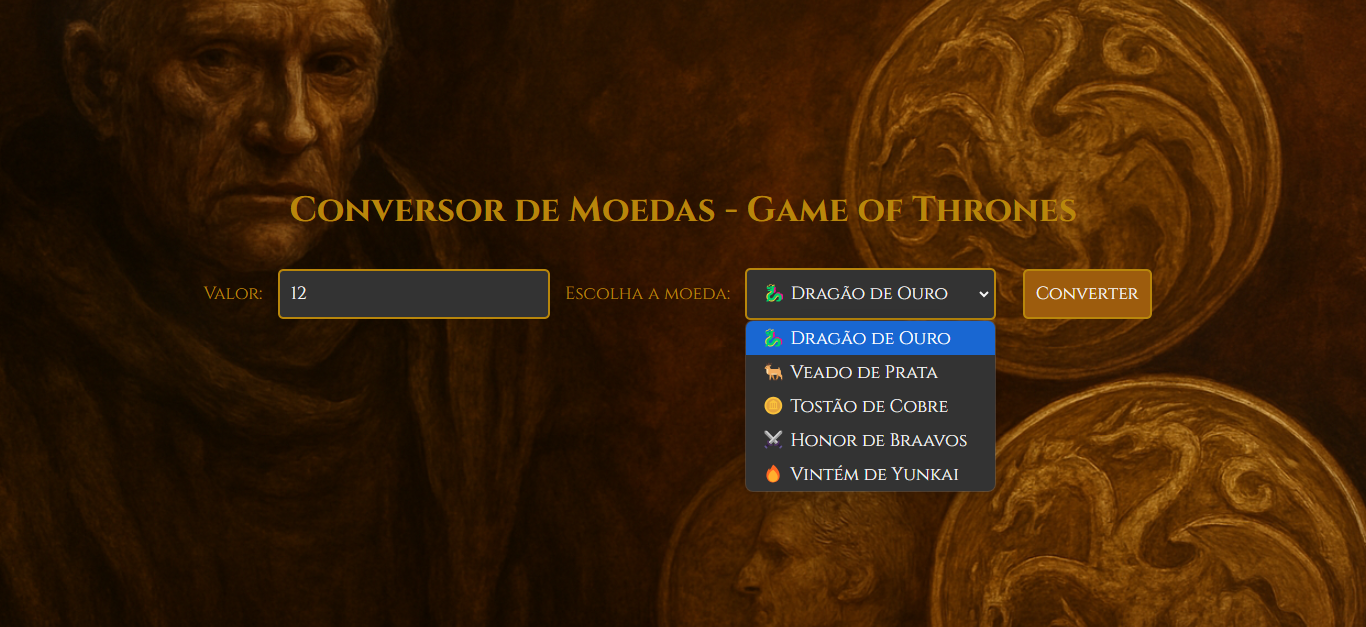 Conversor de Moedas - Game of Thrones
Valor: 12 Escolha a moeda: 🐉 Dragão de Ouro Converter
🐉 Dragão de Ouro
🐂 Veado de Prata
🪙 Tostão de Cobre
⚔️ Honor de Braavos
🔥 Vintém de Yunkai